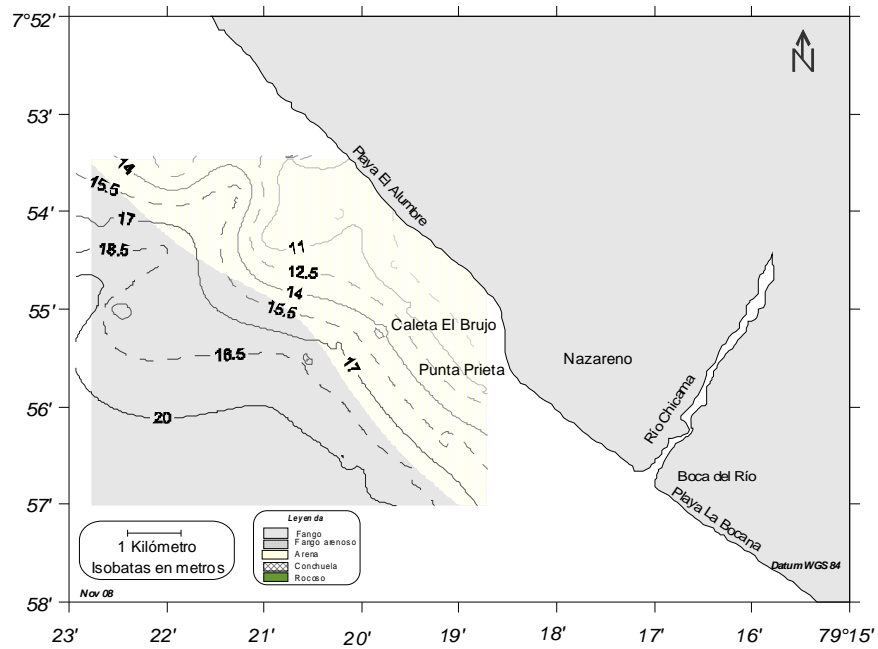 7°52'
N
53'
Playa El Alumbre
14
15.5
54'
17
18.5
11
12.5
14
15.5
55'
Caleta El Brujo
17
18.5
Punta Prieta
Nazareno
Río Chicama
56'
20
Boca del Río
Playa La Bocana
57'
1 Kilómetro
Isobatas en metros
Leyenda
Fango
Fango arenoso
Arena
Conchuela
Rocoso
Datum WGS 84
Nov 08
58'
23'
22'
21'
20'
19'
18'
17'
16'
79°15'